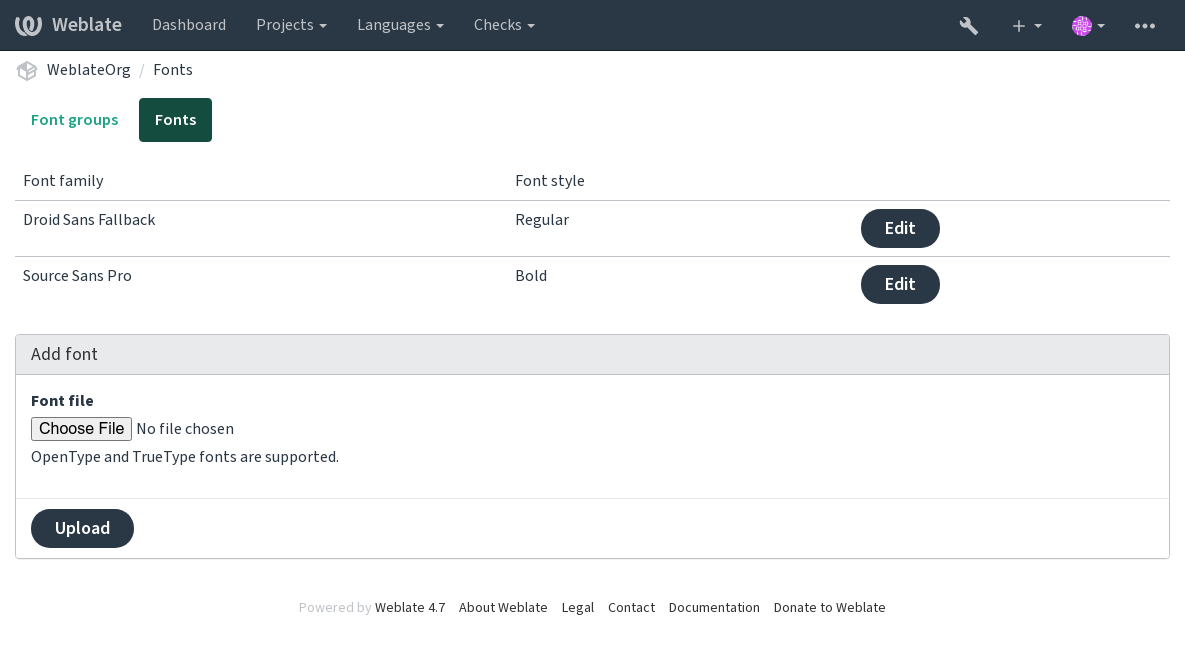 Weblate Dashboard Projects Languages Checks
WeblateOrg / Fonts
Font groups Fonts
Font family Font style
Droid Sans Fallback Regular Edit
Source Sans Pro Bold Edit
Add font
Font file
Choose File No file chosen
OpenType and TrueType fonts are supported.
Upload
Powered by Weblate 4.7 About Weblate Legal Contact Documentation Donate to Weblate